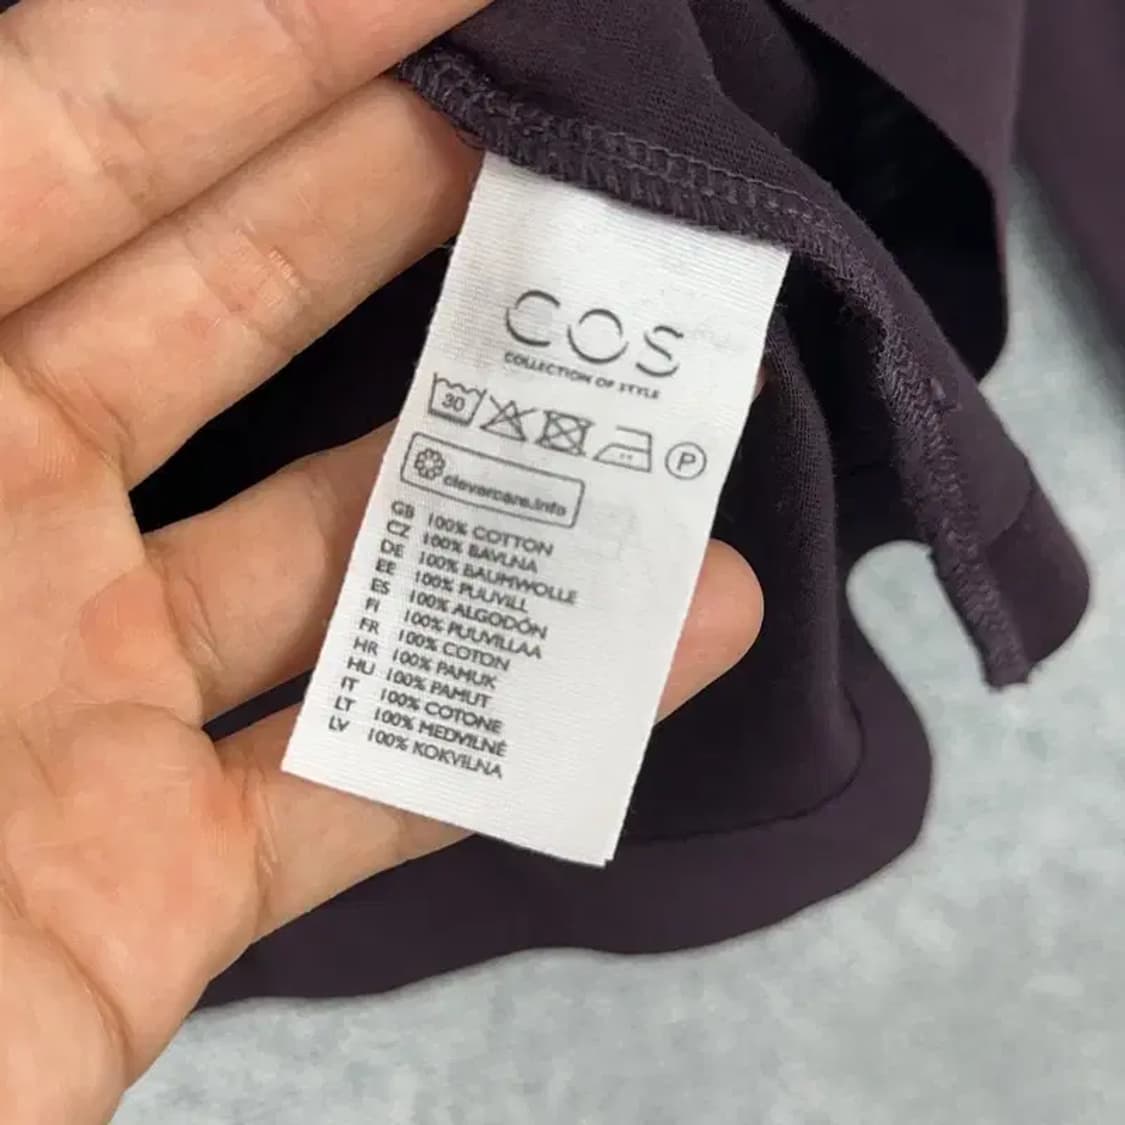 COS
COLLECTION OF STYLE
30 P
clevercare.info
GB 100% COTTON
CZ 100% BAVLNA
DE 100% BAUMWOLLE
EE 100% PUUVILL
ES 100% ALGODÓN
FI 100% PUUVILLAA
FR 100% COTON
HR 100% PAMUK
HU 100% PAMUT
IT 100% COTONE
LT 100% MEDVILNĖ
LV 100% KOKVILNA